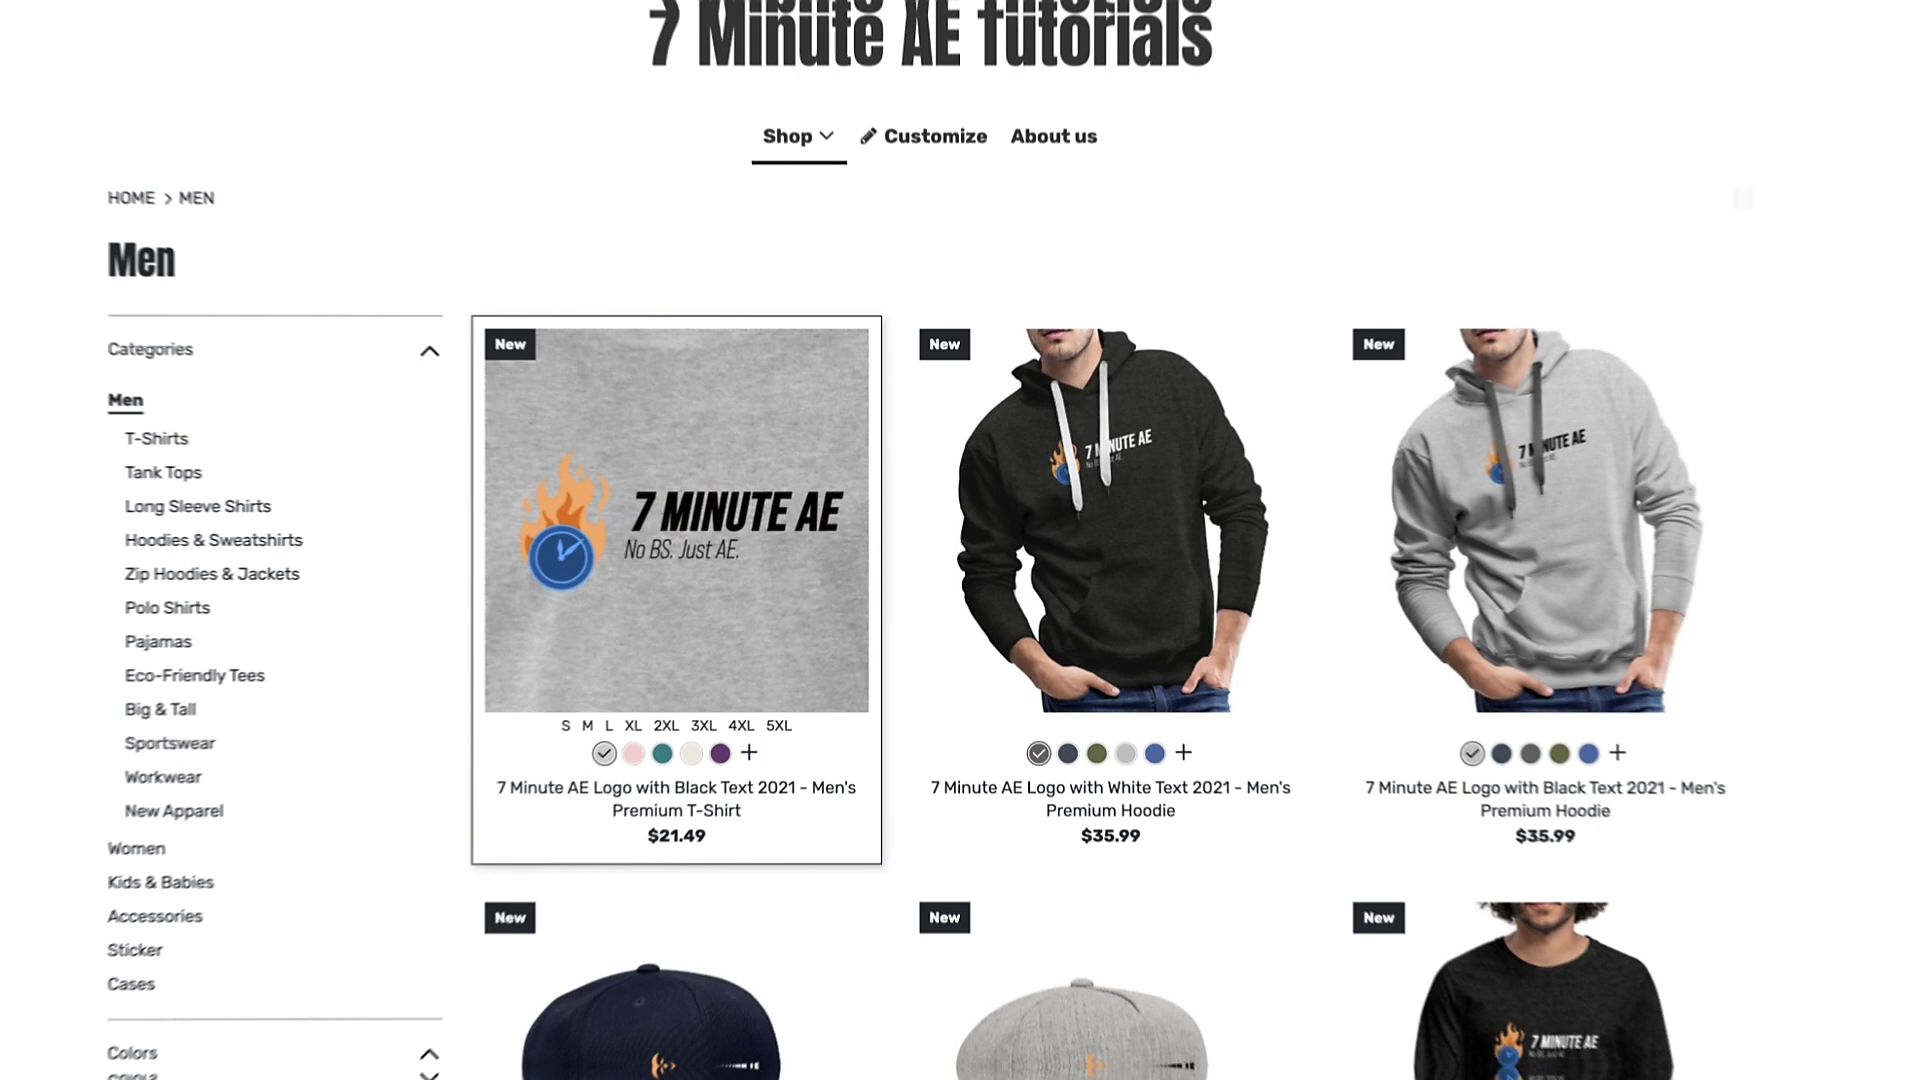 7 Minute AE Tutorials
Shop
Customize
About us
HOME > MEN
Men
Categories
Men
T-Shirts
Tank Tops
Long Sleeve Shirts
Hoodies & Sweatshirts
Zip Hoodies & Jackets
Polo Shirts
Pajamas
Eco-Friendly Tees
Big & Tall
Sportswear
Workwear
New Apparel
Women
Kids & Babies
Accessories
Sticker
Cases
Colors
New
7 MINUTE AE
No BS. Just AE.
S M L XL 2XL 3XL 4XL 5XL
7 Minute AE Logo with Black Text 2021 - Men's
Premium T-Shirt
$21.49
New
7 Minute AE Logo with White Text 2021 - Men's
Premium Hoodie
$35.99
New
7 Minute AE Logo with Black Text 2021 - Men's
Premium Hoodie
$35.99
New
New
New
7 MINUTE AE
No BS. Just AE.